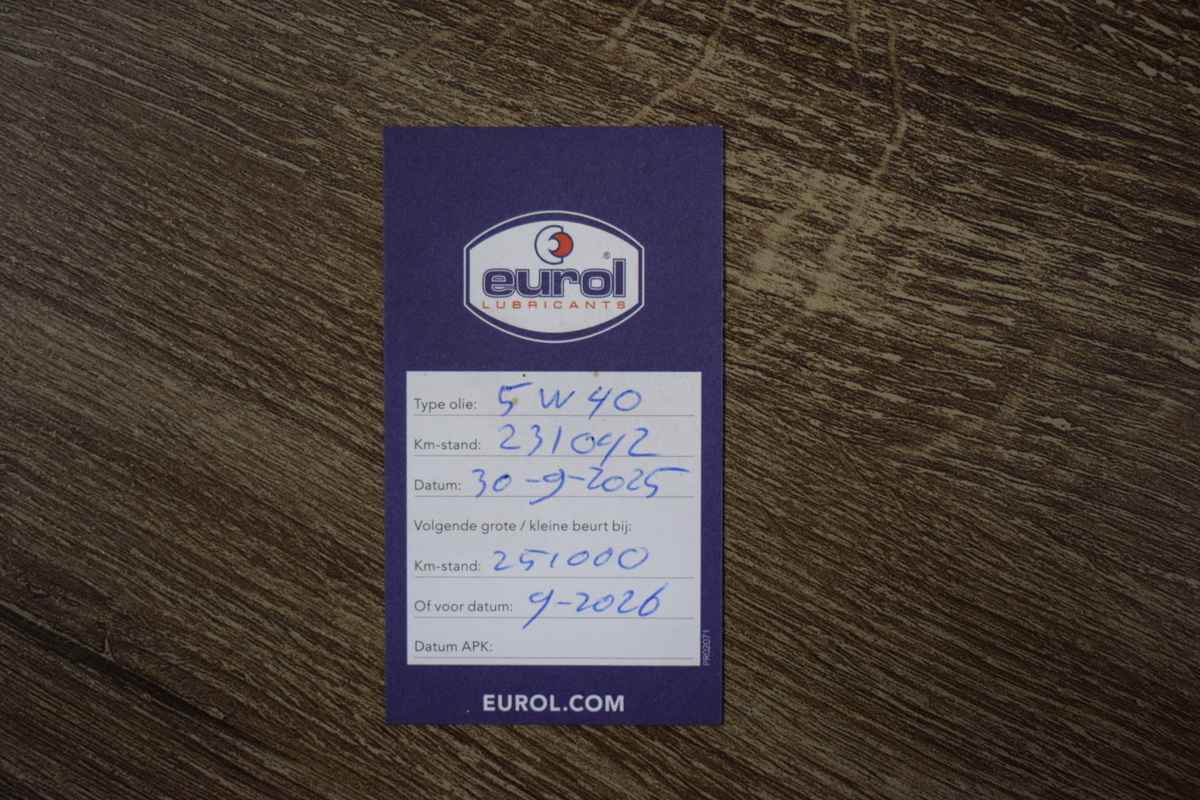 eurol®
LUBRICANTS
Type olie: 5W40
Km-stand: 231042
Datum: 30-9-2025
Volgende grote / kleine beurt bij:
Km-stand: 251000
Of voor datum: 9-2026
Datum APK:
PR02071
EUROL.COM